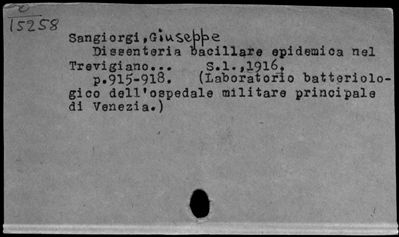 15258
Sangiorgi,Giuseppe
Dissenteria bacillare epidemica nel
Trevigiano... S.l.,1916.
p.915-918. (Laboratorio batteriolo-
gico dell'ospedale militare principale
di Venezia.)